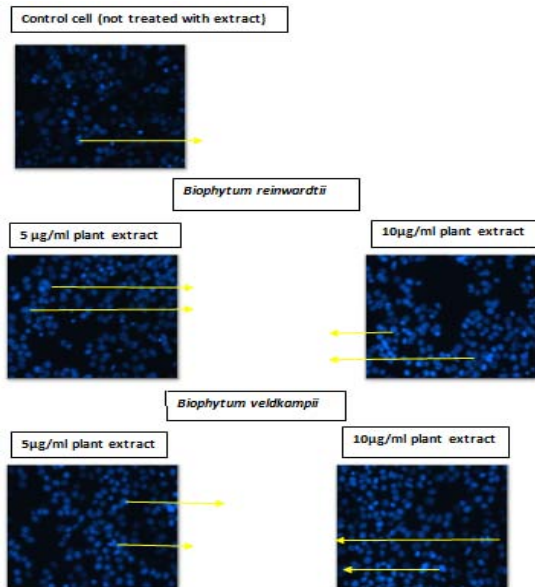 Control cell (not treated with extract)
Biophytum reinwardtii
5 µg/ml plant extract
10µg/ml plant extract
Biophytum veldkampii
5µg/ml plant extract
10µg/ml plant extract